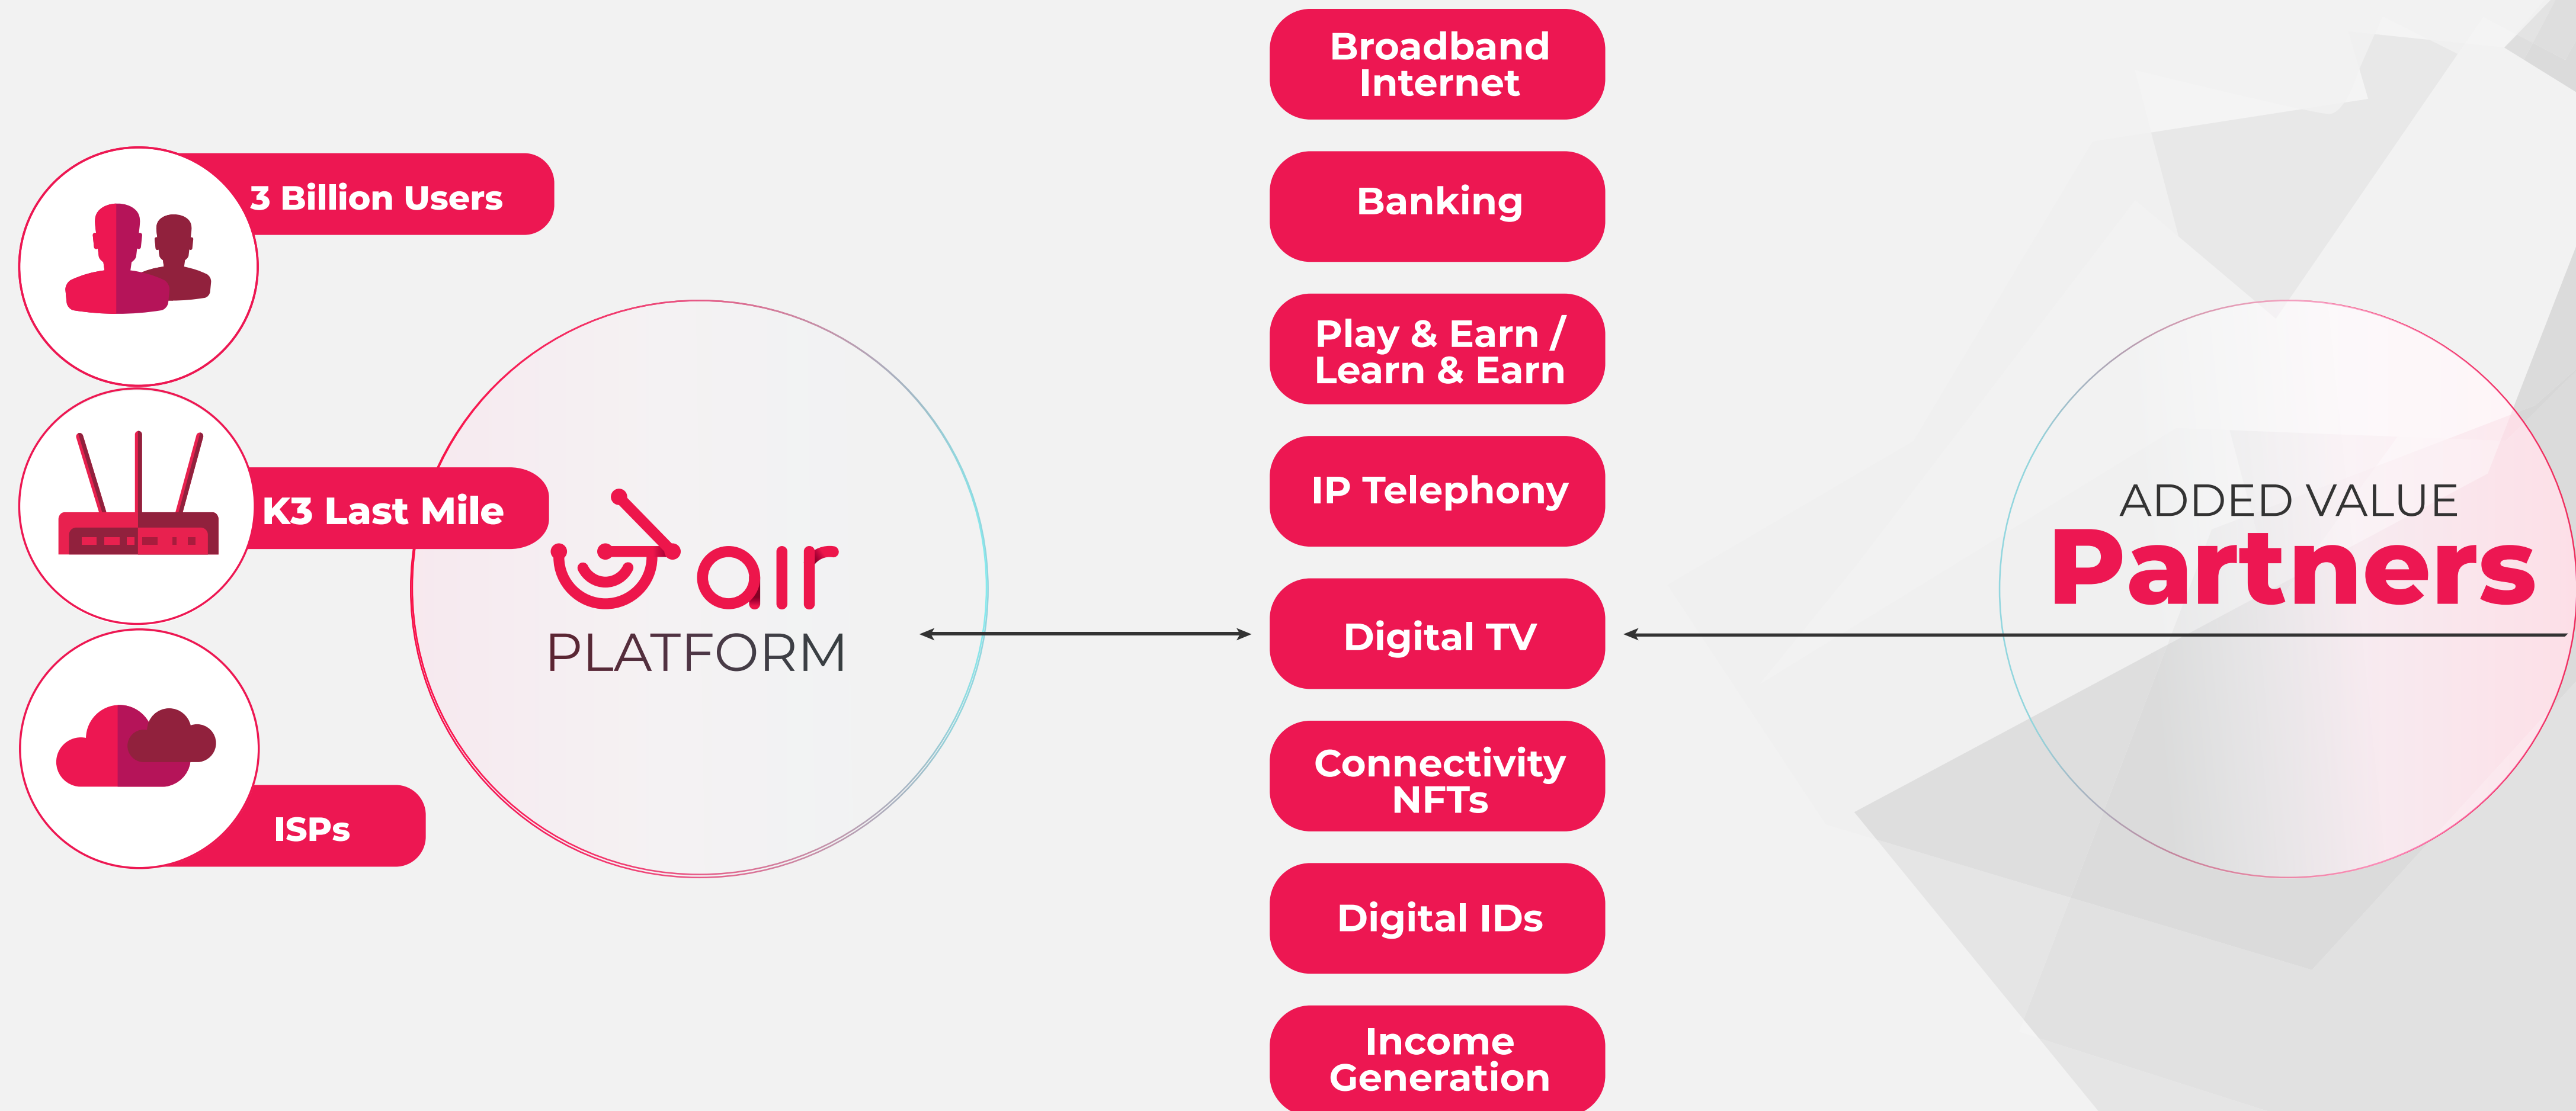 3 Billion Users
K3 Last Mile
ISPs
air
PLATFORM
Broadband
Internet
Banking
Play & Earn /
Learn & Earn
IP Telephony
Digital TV
Connectivity
NFTs
Digital IDs
Income
Generation
ADDED VALUE
Partners